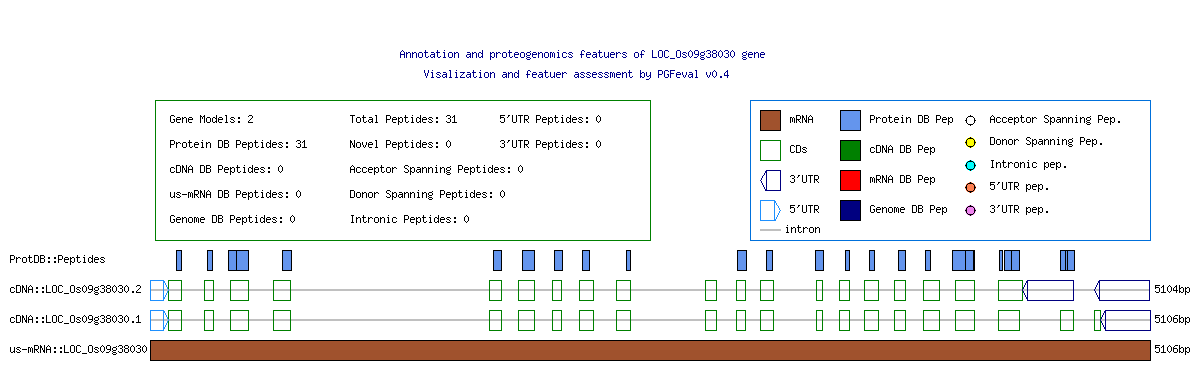 Annotation and proteogenomics featuers of LOC_Os09g38030 gene
Visalization and featuer assessment by PGFeval v0.4
Gene Models: 2 Total Peptides: 31 5'UTR Peptides: 0
Protein DB Peptides: 31 Novel Peptides: 0 3'UTR Peptides: 0
cDNA DB Peptides: 0 Acceptor Spanning Peptides: 0
us-mRNA DB Peptides: 0 Donor Spanning Peptides: 0
Genome DB Peptides: 0 Intronic Peptides: 0
mRNA Protein DB Pep Acceptor Spanning Pep.
CDs cDNA DB Pep Donor Spanning Pep.
3'UTR mRNA DB Pep Intronic pep.
5'UTR Genome DB Pep 5'UTR pep.
intron 3'UTR pep.
ProtDB::Peptides
cDNA::LOC_Os09g38030.2 5104bp
cDNA::LOC_Os09g38030.1 5106bp
us-mRNA::LOC_Os09g38030 5106bp